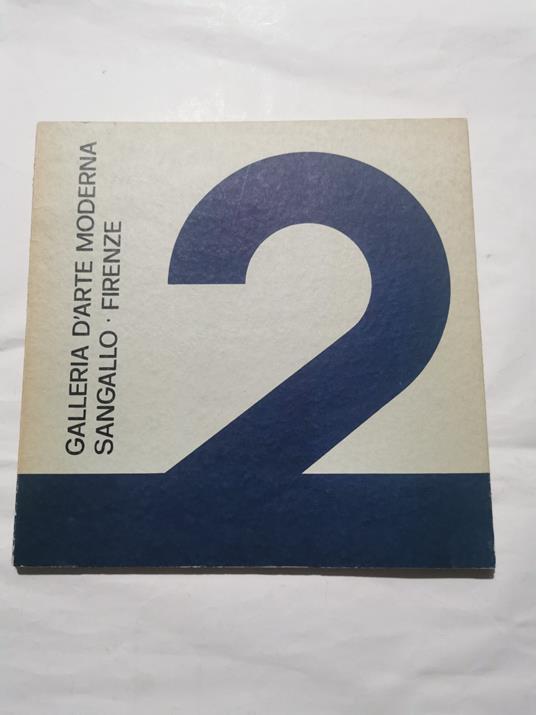 GALLERIA D'ARTE MODERNA
SANGALLO · FIRENZE
2